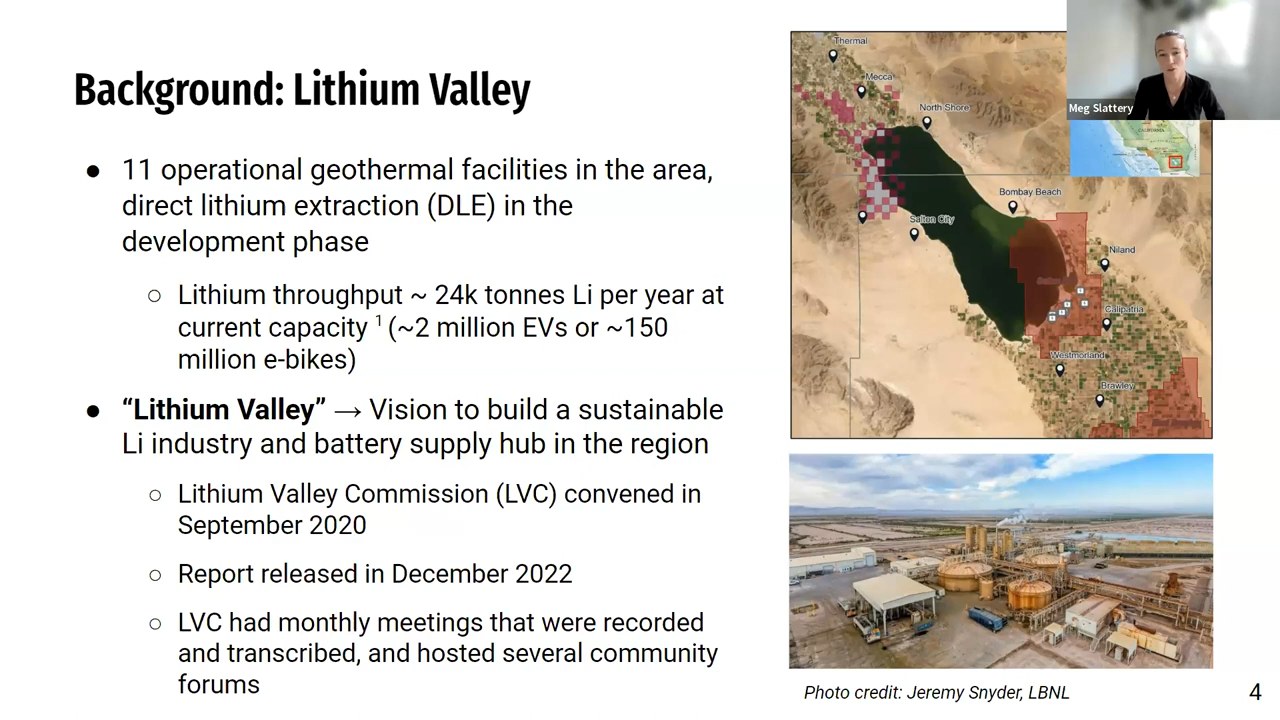 Background: Lithium Valley
● 11 operational geothermal facilities in the area,
direct lithium extraction (DLE) in the
development phase
○ Lithium throughput ~ 24k tonnes Li per year at
current capacity ¹ (~2 million EVs or ~150
million e-bikes)
● “Lithium Valley” → Vision to build a sustainable
Li industry and battery supply hub in the region
○ Lithium Valley Commission (LVC) convened in
September 2020
○ Report released in December 2022
○ LVC had monthly meetings that were recorded
and transcribed, and hosted several community
forums
Thermal
Mecca
North Shore
Bombay Beach
Salton City
Niland
Calipatria
Westmorland
Brawley
Meg Slattery
CALIFORNIA
Photo credit: Jeremy Snyder, LBNL
4